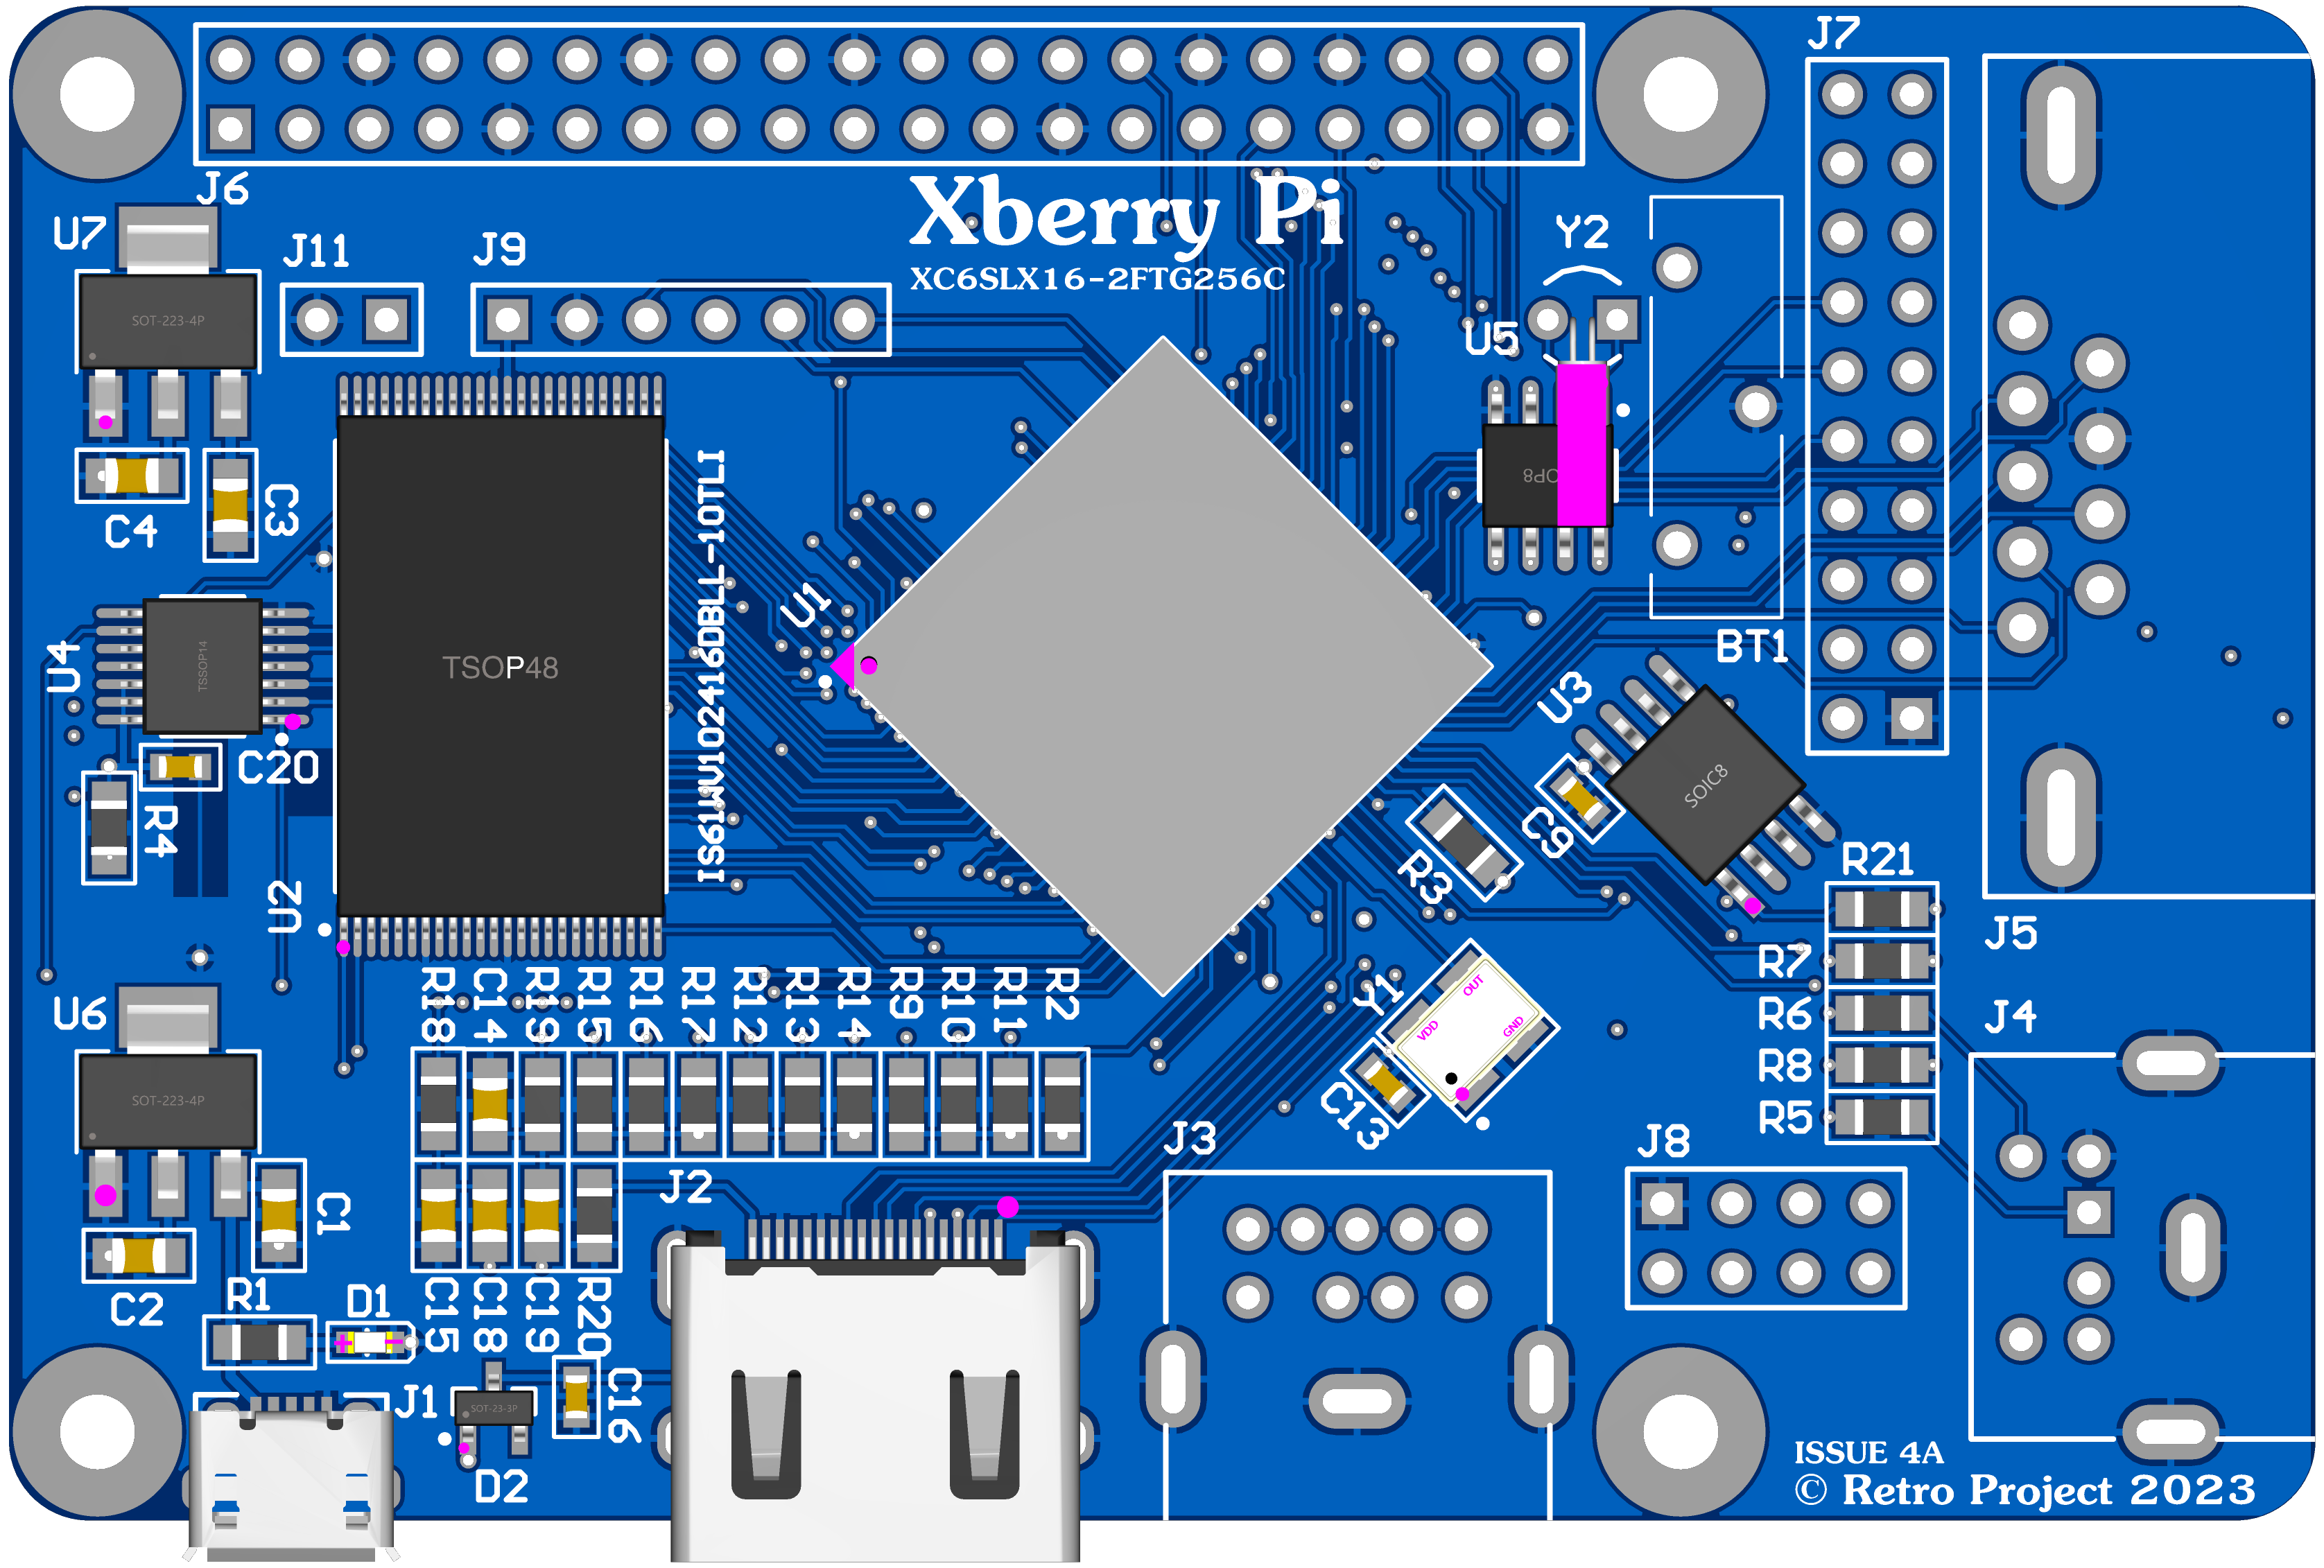 J7
J6
Xberry Pi
XC6SLX16-2FTG256C
U7
J11
J9
Y2
U5
SOT-223-4P
C4
C3
IS61WV102416DBLL-10TLI
U1
U4
TSSOP14
TSOP48
BT1
U3
SOIC8
C20
R4
C9
R3
R21
U2
J5
R7
R6
R8
R5
J4
U6
SOT-223-4P
R18
C14
R19
R15
R16
R17
R12
R13
R14
R9
R10
R11
R2
Y1
OUT
VDD
GND
C13
J3
J8
J2
C1
C2
R1
D1
+
-
C15
C18
C19
R20
J1
SOT-23-3P
C16
D2
ISSUE 4A
© Retro Project 2023